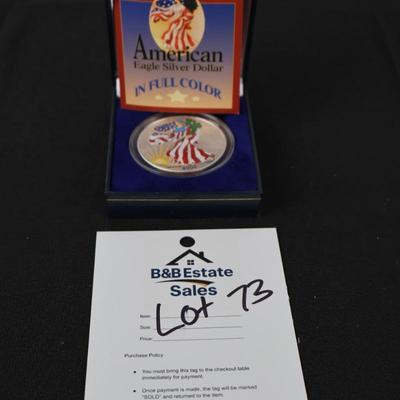 American
Eagle Silver Dollar
IN FULL COLOR
B&B Estate
Sales
Lot 73
Item:
Size:
Price:
Purchase Policy
• You must bring this tag to the checkout table
immediately for payment.
• Once payment is made, the tag will be marked
"SOLD" and returned to the item.